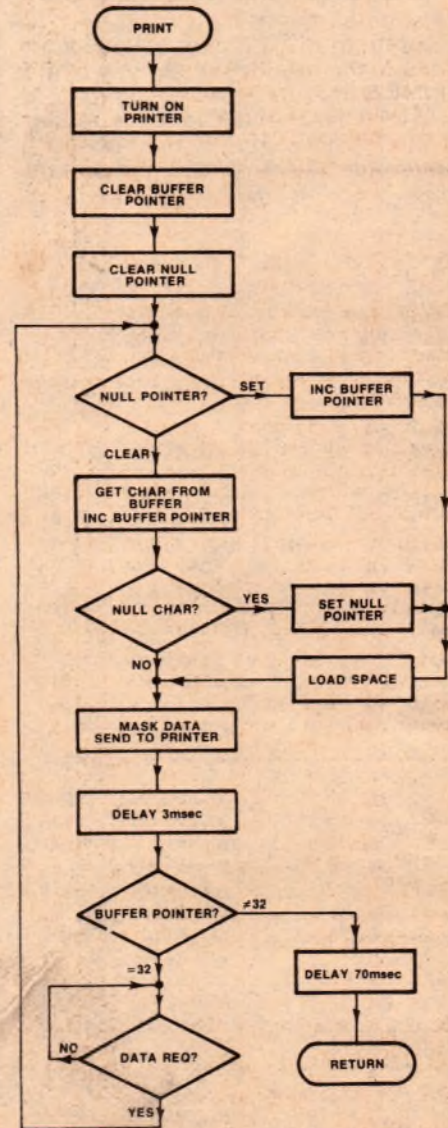 PRINT
TURN ON
PRINTER
CLEAR BUFFER
POINTER
CLEAR NULL
POINTER
NULL POINTER?
SET
INC BUFFER
POINTER
CLEAR
GET CHAR FROM
BUFFER
INC BUFFER POINTER
NULL CHAR?
YES
SET NULL
POINTER
NO
LOAD SPACE
MASK DATA
SEND TO PRINTER
DELAY 3msec
BUFFER POINTER?
≠32
=32
DELAY 70msec
NO
DATA REQ?
RETURN
YES